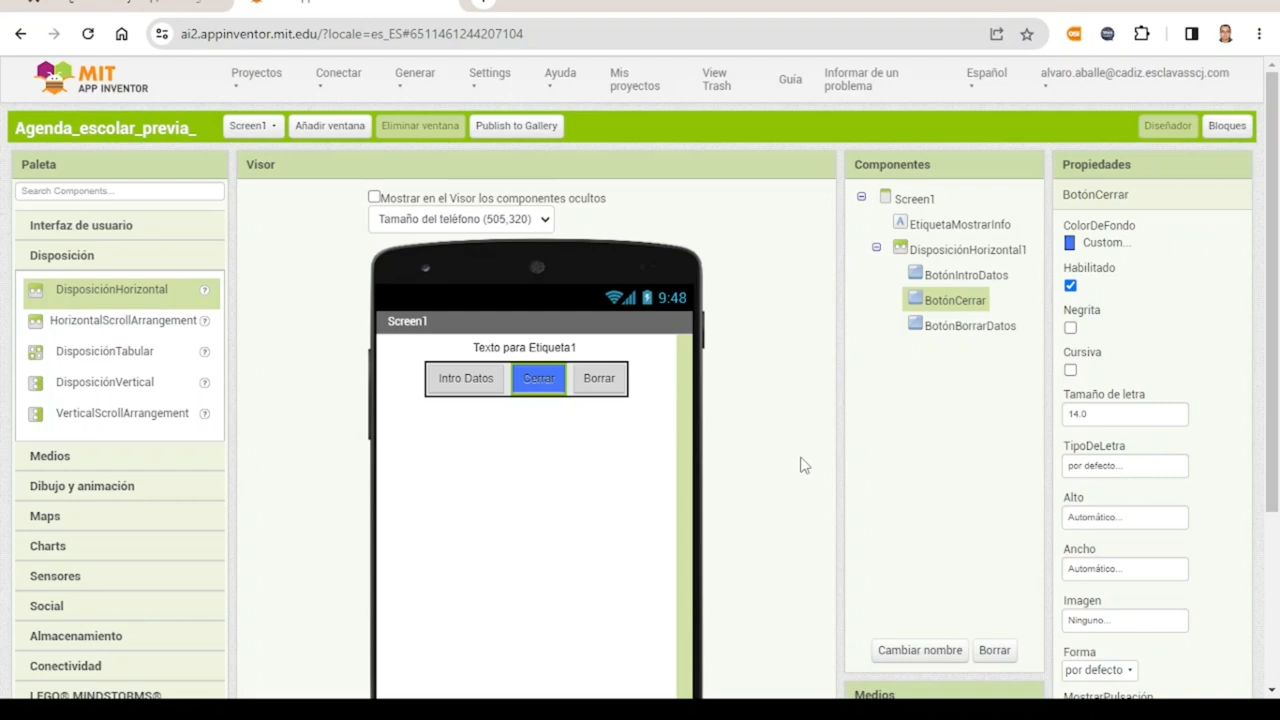 ai2.appinventor.mit.edu/?locale=es_ES#6511461244207104
MIT
APP INVENTOR
Proyectos
Conectar
Generar
Settings
Ayuda
Mis proyectos
View Trash
Guía
Informar de un problema
Español
alvaro.aballe@cadiz.esclavasscj.com
Agenda_escolar_previa_
Screen1
Añadir ventana
Eliminar ventana
Publish to Gallery
Diseñador
Bloques
Paleta
Search Components...
Interfaz de usuario
Disposición
DisposiciónHorizontal
HorizontalScrollArrangement
DisposiciónTabular
DisposiciónVertical
VerticalScrollArrangement
Medios
Dibujo y animación
Maps
Charts
Sensores
Social
Almacenamiento
Conectividad
LEGO® MINDSTORMS®
Visor
Mostrar en el Visor los componentes ocultos
Tamaño del teléfono (505,320)
9:48
Screen1
Texto para Etiqueta1
Intro Datos
Cerrar
Borrar
Componentes
Screen1
EtiquetaMostrarInfo
DisposiciónHorizontal1
BotónIntroDatos
BotónCerrar
BotónBorrarDatos
Cambiar nombre
Borrar
Medios
Propiedades
BotónCerrar
ColorDeFondo
Custom...
Habilitado
Negrita
Cursiva
Tamaño de letra
14.0
TipoDeLetra
por defecto...
Alto
Automático...
Ancho
Automático...
Imagen
Ninguno...
Forma
por defecto
MostrarPulsación